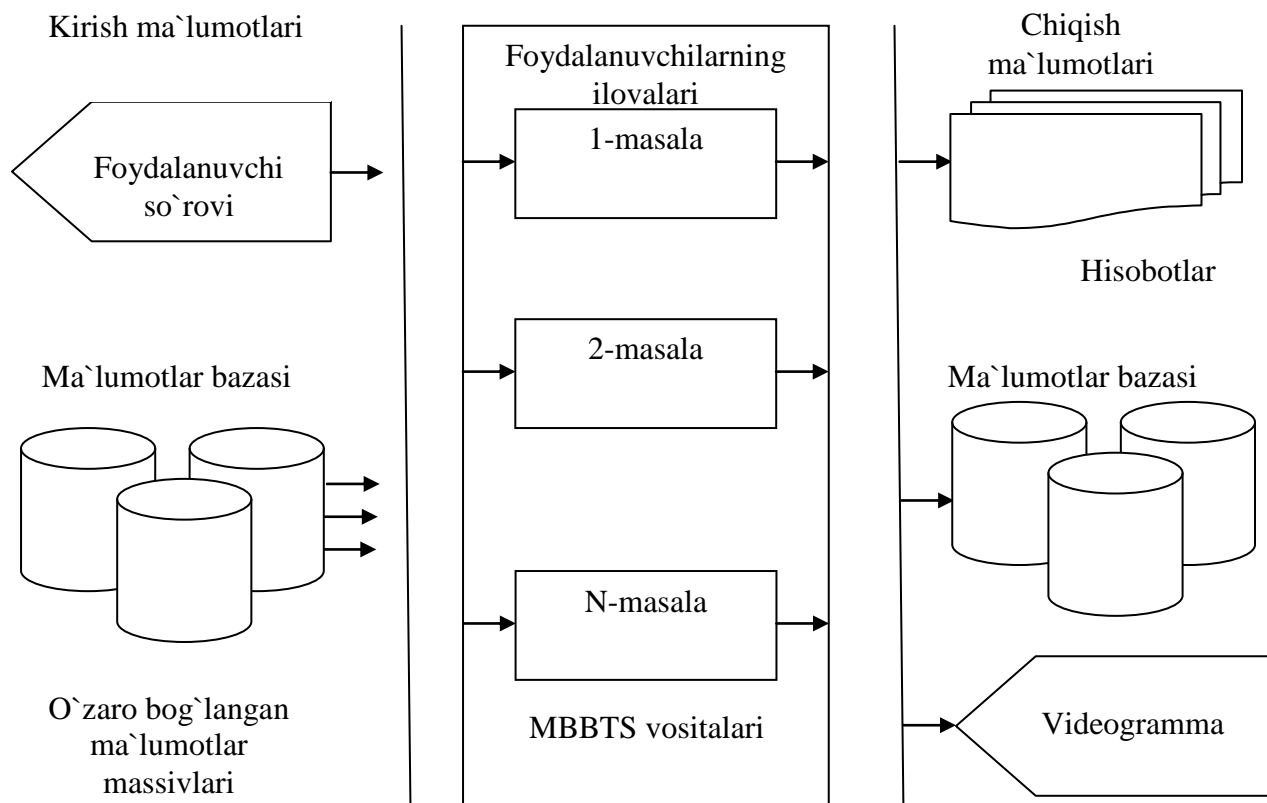 Kirish ma`lumotlari
Foydalanuvchi
so`rovi
Ma`lumotlar bazasi
O`zaro bog`langan
ma`lumotlar
massivlari
Foydalanuvchilarning
ilovalari
1-masala
2-masala
N-masala
MBBTS vositalari
Chiqish
ma`lumotlari
Hisobotlar
Ma`lumotlar bazasi
Videogramma